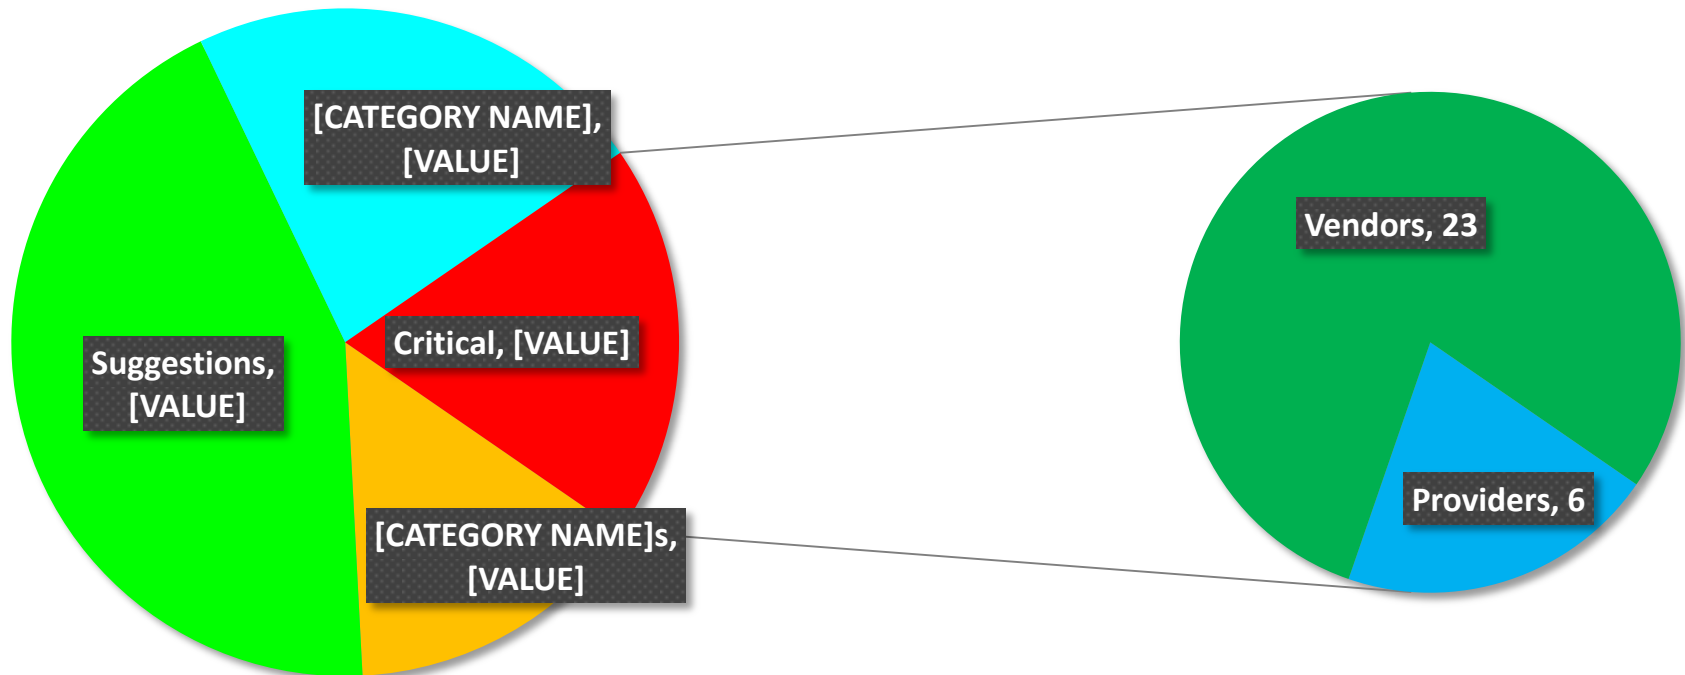 [CATEGORY NAME],
[VALUE]
Critical, [VALUE]
Suggestions,
[VALUE]
[CATEGORY NAME]s,
[VALUE]
Vendors, 23
Providers, 6